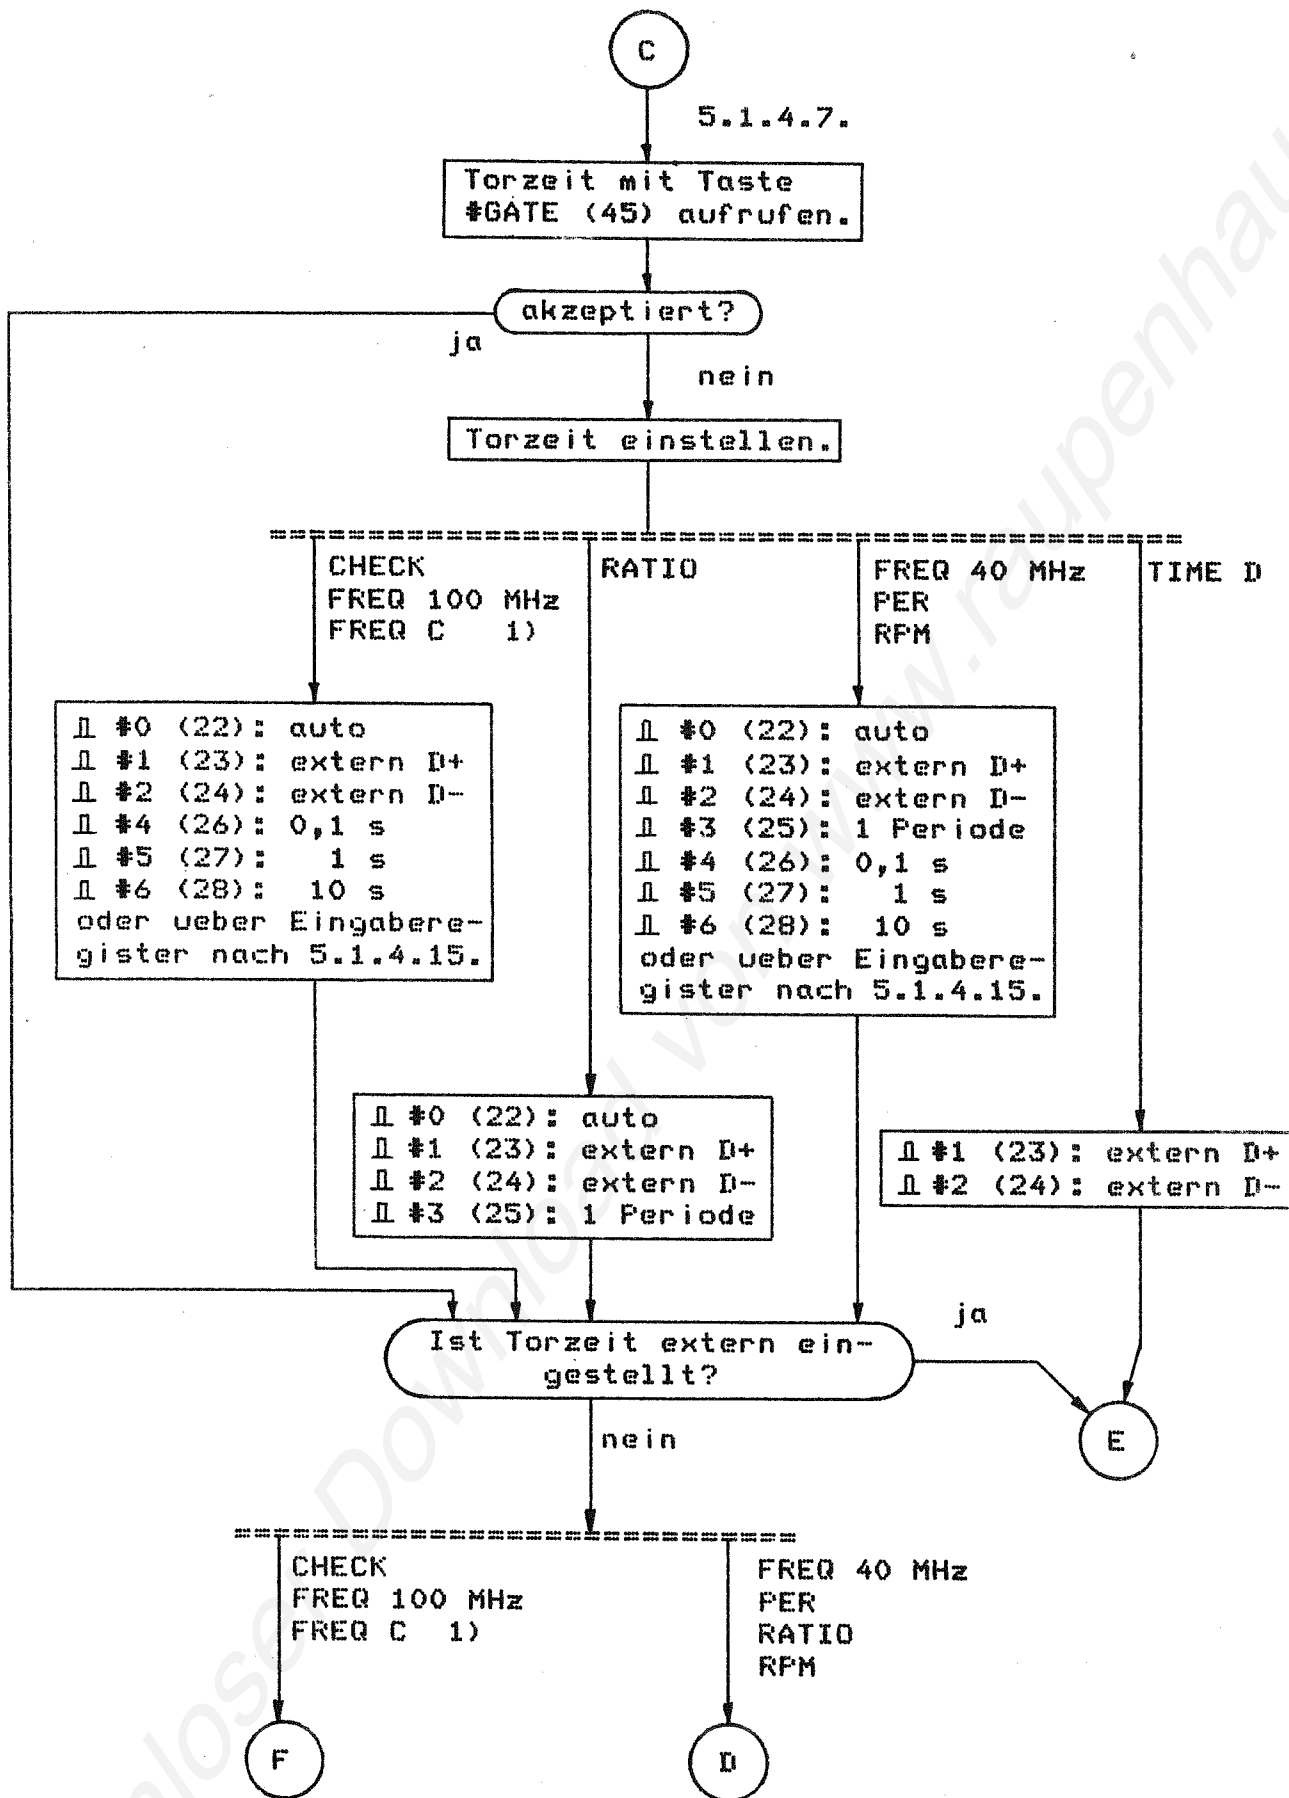 C
5.1.4.7.
Torzeit mit Taste
#GATE (45) aufrufen.
akzeptiert?
ja
nein
Torzeit einstellen.
CHECK
FREQ 100 MHz
FREQ C 1)
RATIO
FREQ 40 MHz
PER
RPM
TIME D
#0 (22): auto
#1 (23): extern D+
#2 (24): extern D-
#4 (26): 0,1 s
#5 (27): 1 s
#6 (28): 10 s
oder ueber Eingabere-
gister nach 5.1.4.15.
#0 (22): auto
#1 (23): extern D+
#2 (24): extern D-
#3 (25): 1 Periode
#4 (26): 0,1 s
#5 (27): 1 s
#6 (28): 10 s
oder ueber Eingabere-
gister nach 5.1.4.15.
#0 (22): auto
#1 (23): extern D+
#2 (24): extern D-
#3 (25): 1 Periode
#1 (23): extern D+
#2 (24): extern D-
Ist Torzeit extern ein-
gestellt?
ja
E
nein
CHECK
FREQ 100 MHz
FREQ C 1)
FREQ 40 MHz
PER
RATIO
RPM
F
D
Download von www.raupenhau